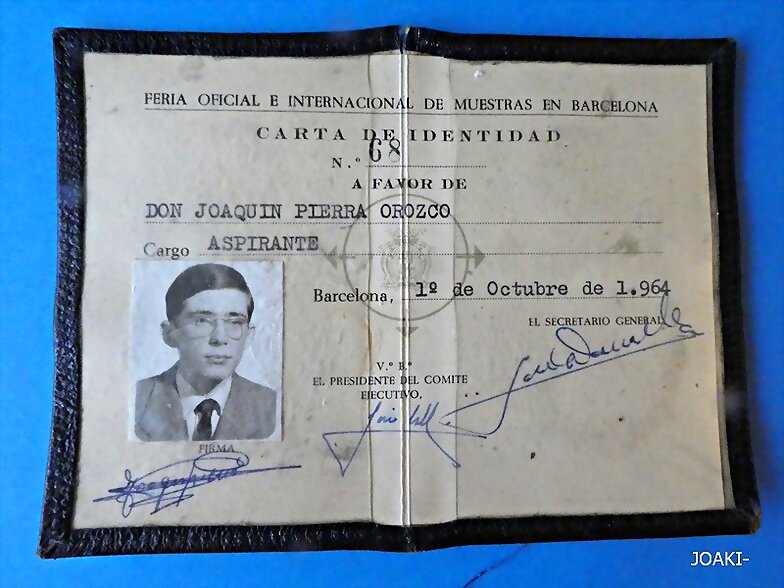 FERIA OFICIAL E INTERNACIONAL DE MUESTRAS EN BARCELONA
CARTA DE IDENTIDAD
N.º 68
A FAVOR DE
DON JOAQUIN PIERRA OROZCO
Cargo ASPIRANTE
Barcelona, 1º de Octubre de 1.964
EL SECRETARIO GENERAL
V.º B.º
EL PRESIDENTE DEL COMITE
EJECUTIVO,
FIRMA
JOAKI-